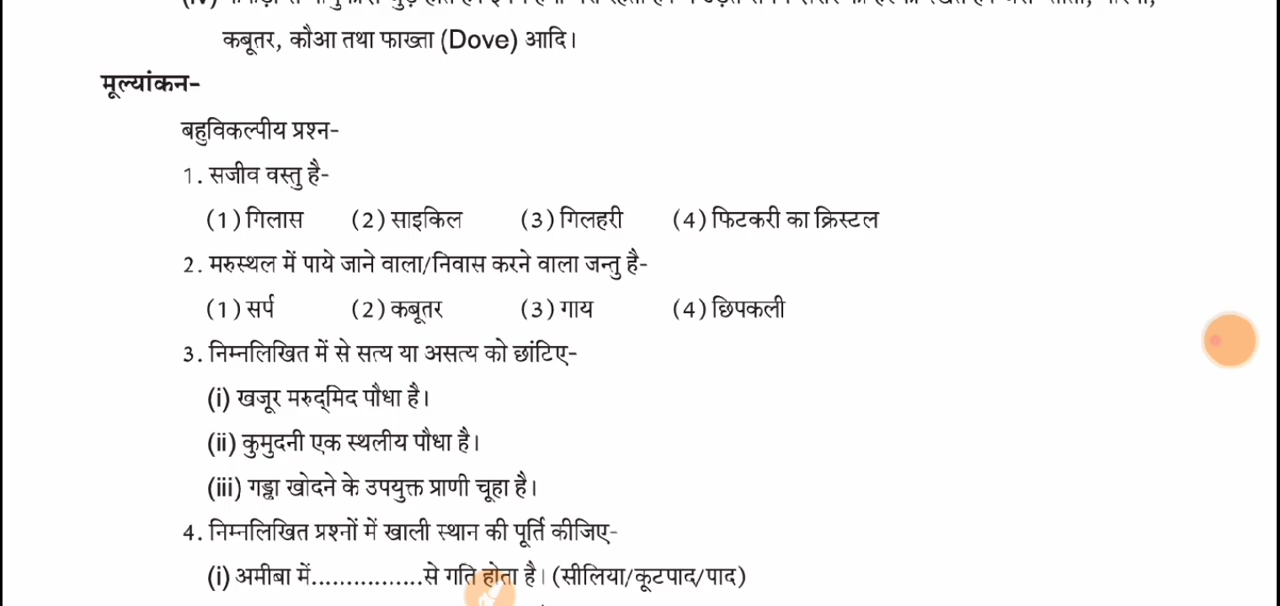 कबूतर, कौआ तथा फाख्ता (Dove) आदि।
मूल्यांकन-
बहुविकल्पीय प्रश्न-
1. सजीव वस्तु है-
(1) गिलास (2) साइकिल (3) गिलहरी (4) फिटकरी का क्रिस्टल
2. मरुस्थल में पाये जाने वाला/निवास करने वाला जन्तु है-
(1) सर्प (2) कबूतर (3) गाय (4) छिपकली
3. निम्नलिखित में से सत्य या असत्य को छांटिए-
(i) खजूर मरुद्मिद पौधा है।
(ii) कुमुदनी एक स्थलीय पौधा है।
(iii) गड्ढा खोदने के उपयुक्त प्राणी चूहा है।
4. निम्नलिखित प्रश्नों में खाली स्थान की पूर्ति कीजिए-
(i) अमीबा में................से गति होता है। (सीलिया/कूटपाद/पाद)